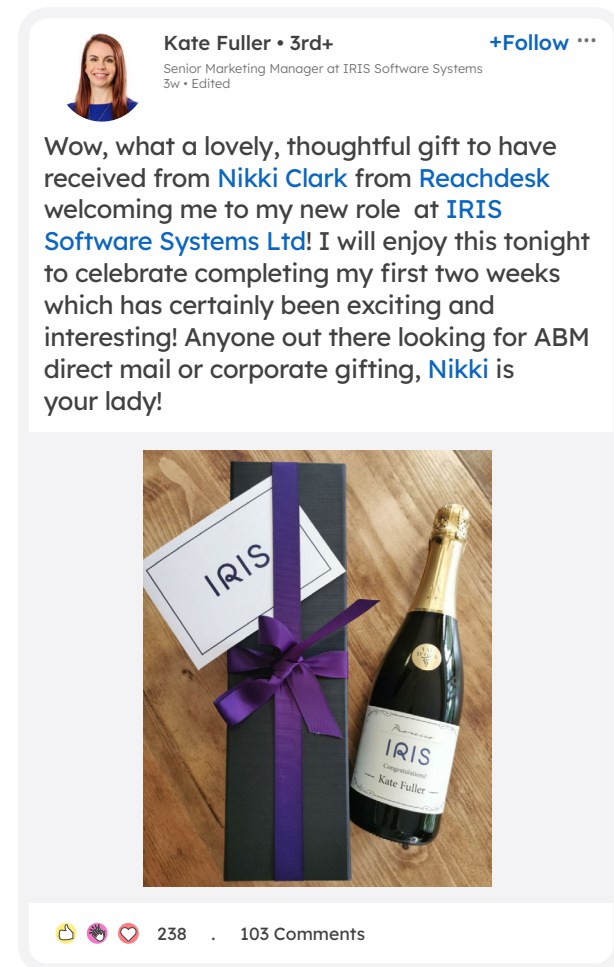 Kate Fuller • 3rd+
+Follow ···
Senior Marketing Manager at IRIS Software Systems
3w • Edited
Wow, what a lovely, thoughtful gift to have
received from Nikki Clark from Reachdesk
welcoming me to my new role at IRIS
Software Systems Ltd! I will enjoy this tonight
to celebrate completing my first two weeks
which has certainly been exciting and
interesting! Anyone out there looking for ABM
direct mail or corporate gifting, Nikki is
your lady!
IRIS
Prosecco
IRIS
Congratulations!
Kate Fuller
238 . 103 Comments